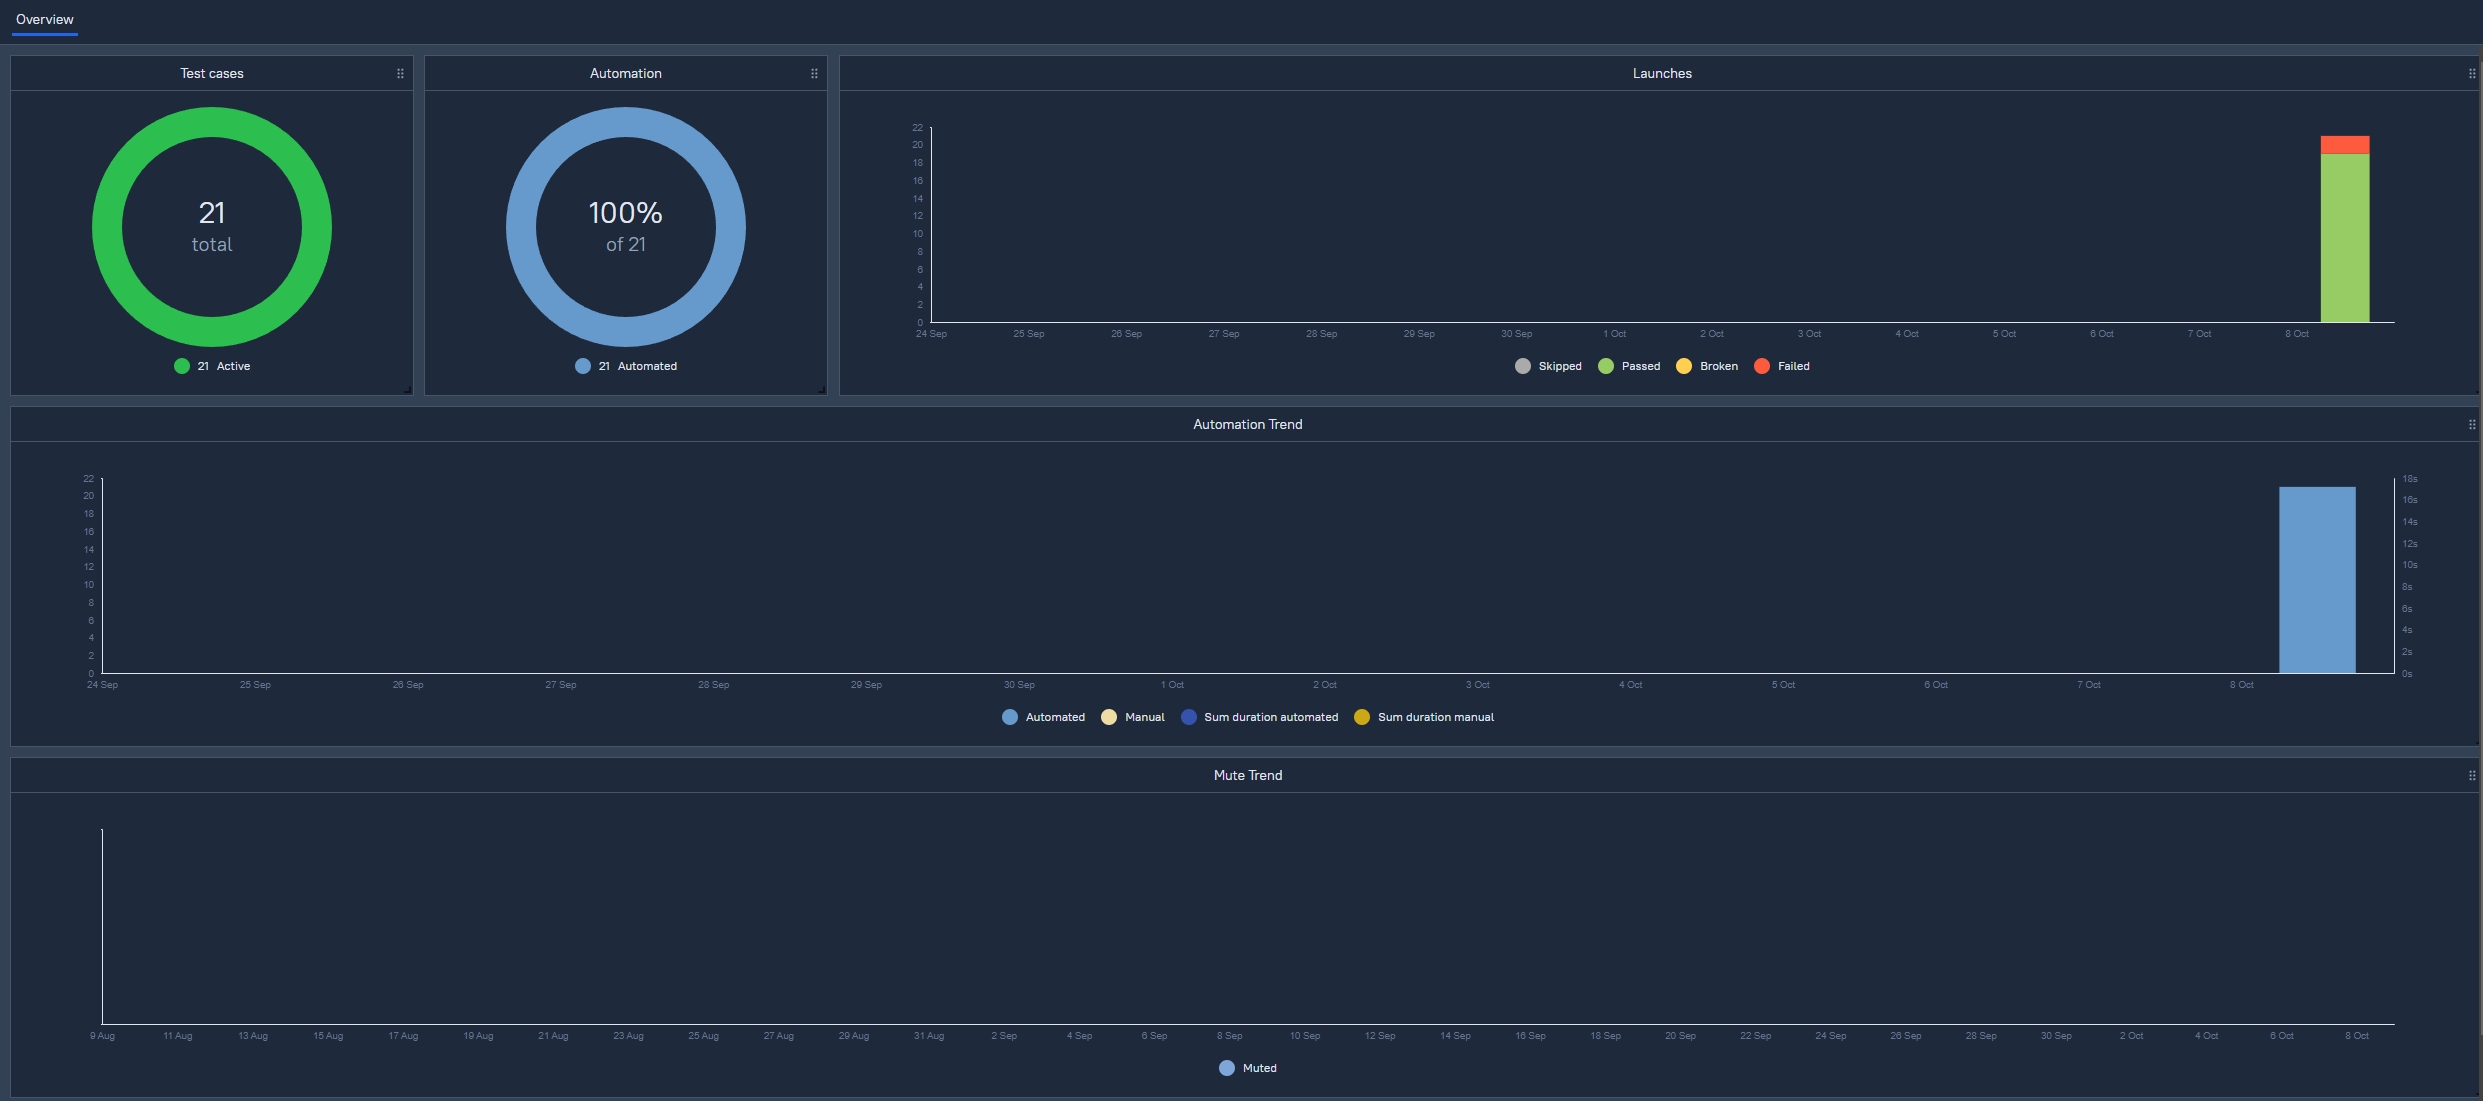 Overview
Test cases
21
total
21 Active
Automation
100%
of 21
21 Automated
Launches
22
20
18
16
14
12
10
8
6
4
2
0
24 Sep 25 Sep 26 Sep 27 Sep 28 Sep 29 Sep 30 Sep 1 Oct 2 Oct 3 Oct 4 Oct 5 Oct 6 Oct 7 Oct 8 Oct
Skipped Passed Broken Failed
Automation Trend
22
20
18
16
14
12
10
8
6
4
2
0
18s
16s
14s
12s
10s
8s
6s
4s
2s
0s
24 Sep 25 Sep 26 Sep 27 Sep 28 Sep 29 Sep 30 Sep 1 Oct 2 Oct 3 Oct 4 Oct 5 Oct 6 Oct 7 Oct 8 Oct
Automated Manual Sum duration automated Sum duration manual
Mute Trend
9 Aug 11 Aug 13 Aug 15 Aug 17 Aug 19 Aug 21 Aug 23 Aug 25 Aug 27 Aug 29 Aug 31 Aug 2 Sep 4 Sep 6 Sep 8 Sep 10 Sep 12 Sep 14 Sep 16 Sep 18 Sep 20 Sep 22 Sep 24 Sep 26 Sep 28 Sep 30 Sep 2 Oct 4 Oct 6 Oct 8 Oct
Muted